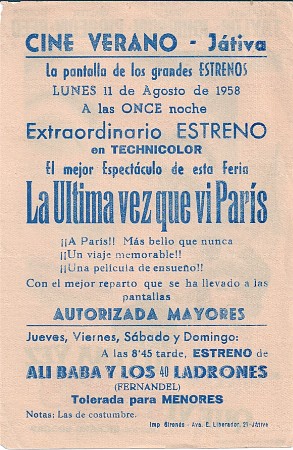 CINE VERANO - Játiva
La pantalla de los grandes ESTRENOS
LUNES 11 de Agosto de 1958
A las ONCE noche
Extraordinario ESTRENO
en TECHNICOLOR
El mejor Espectáculo de esta Feria
La Ultima vez que vi París
¡¡A París!! Más bello que nunca
¡¡Un viaje memorable!!
¡¡Una película de ensueño!!
Con el mejor reparto que se ha llevado a las
pantallas
AUTORIZADA MAYORES
Jueves, Viernes, Sábado y Domingo:
A las 8'45 tarde, ESTRENO de
ALI BABA Y LOS 40 LADRONES
(FERNANDEL)
Tolerada para MENORES
Notas: Las de costumbre.
Imp Gironés - Avs. E. Liberador, 21-Játiva